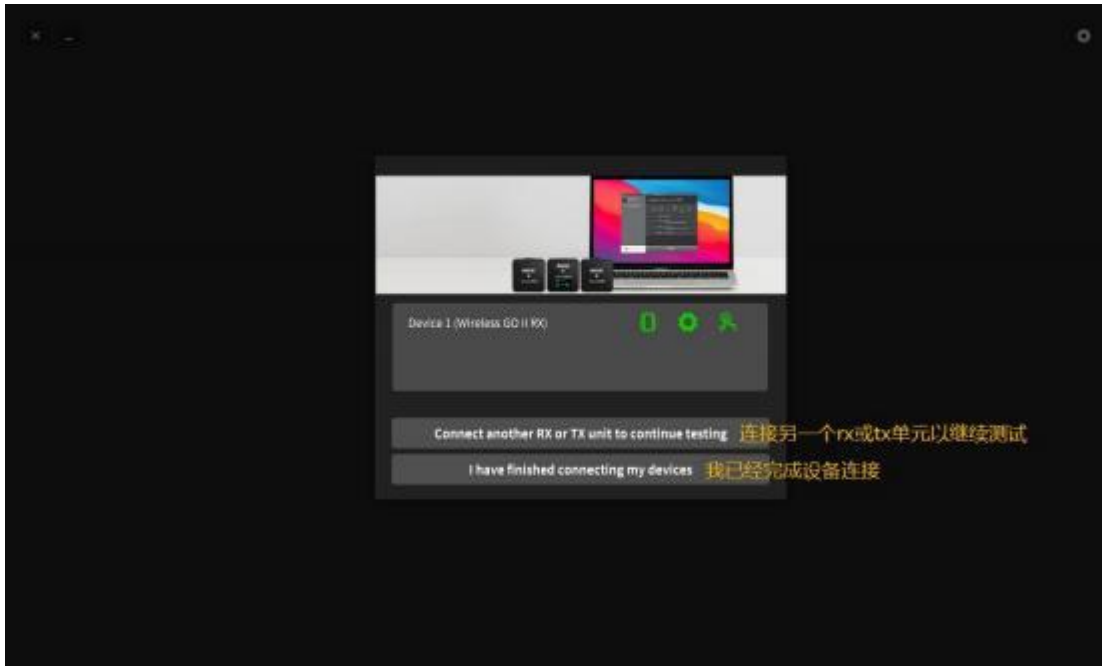 Device 1 (Wireless GO II RX)
Connect another RX or TX unit to continue testing 连接另一个rx或tx单元以继续测试
I have finished connecting my devices 我已经完成设备连接